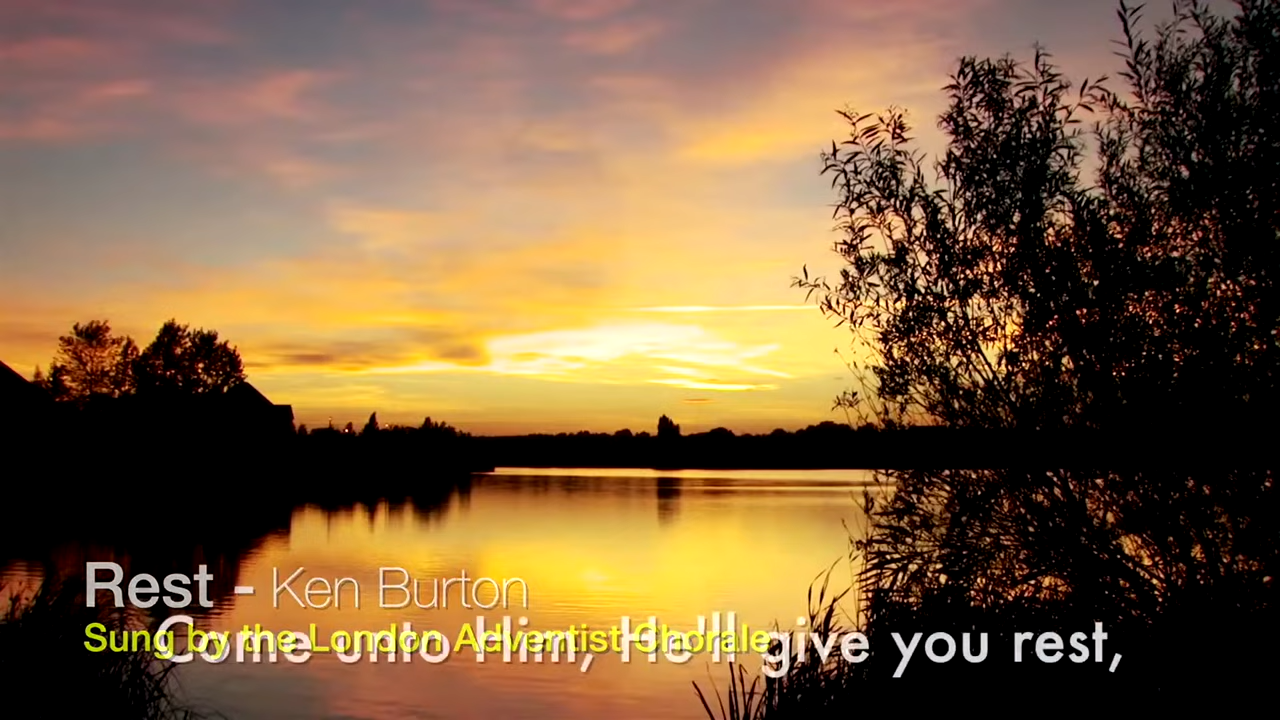 Rest - Ken Burton
Sung by the London Adventist Chorale
Come unto Him, He'll give you rest,